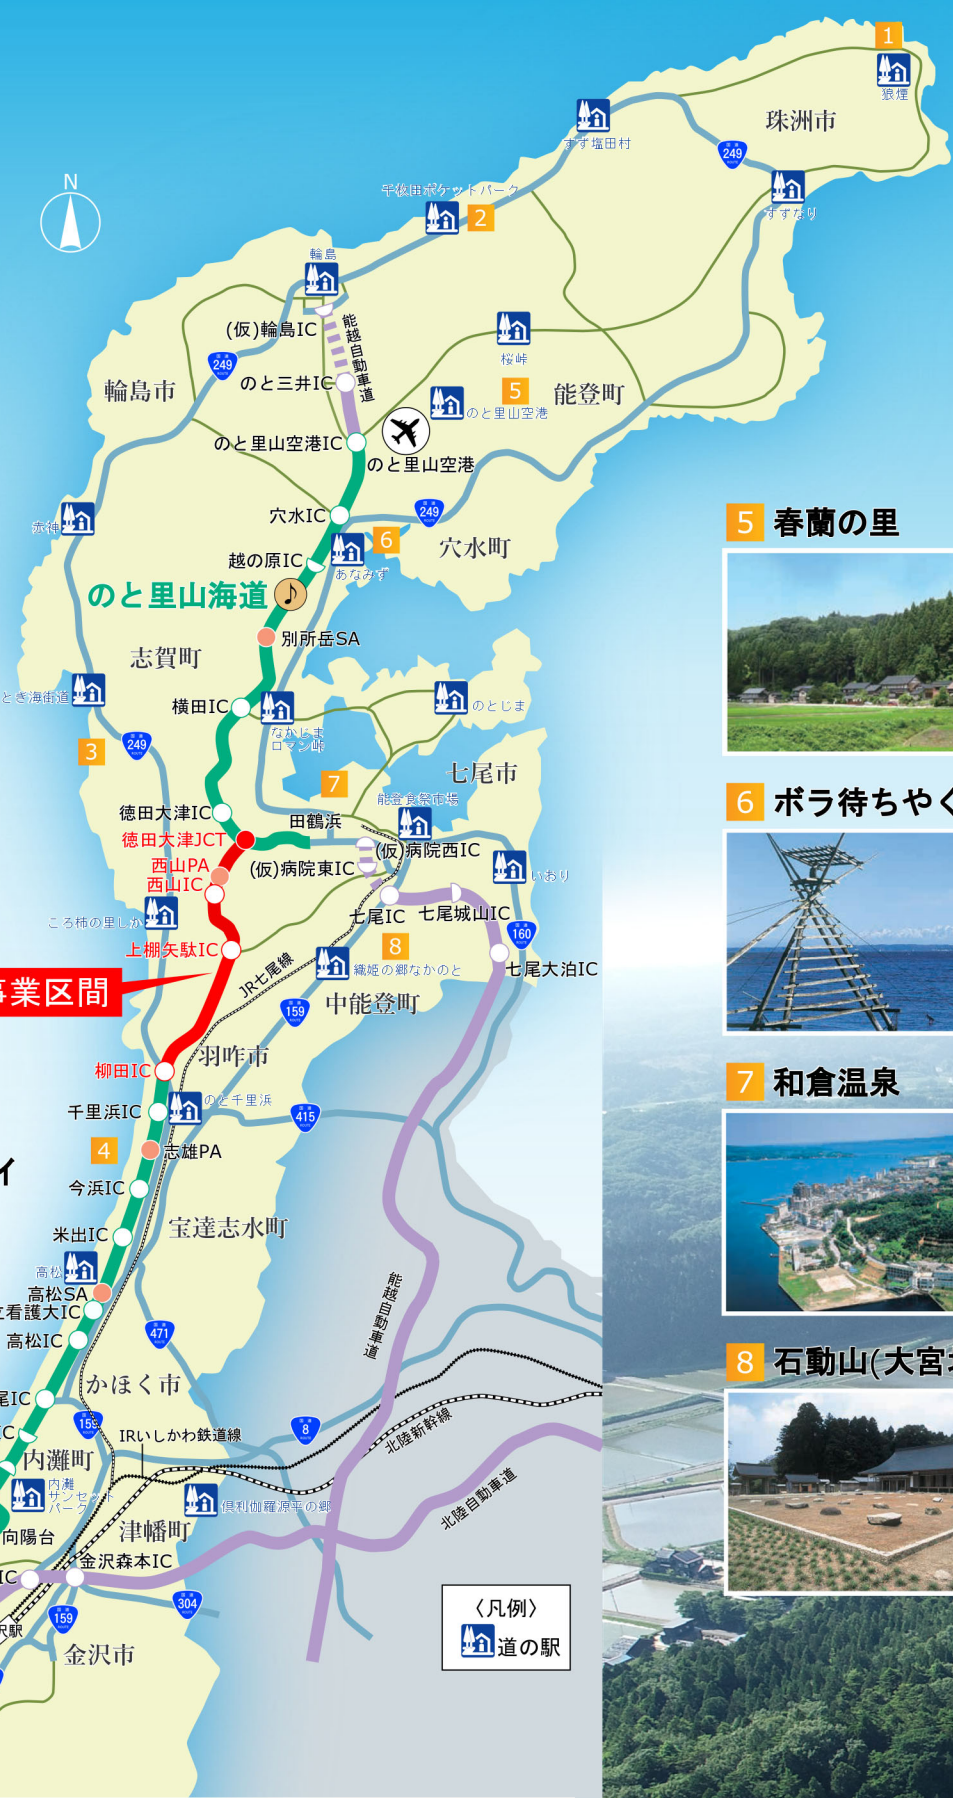 1
狼煙
珠洲市
すず塩田村
249
N
千枚田ポケットパーク
2
すずなり
輪島
(仮)輪島IC
能越自動車道
桜峠
249
輪島市
のと三井IC
5
能登町
のと里山空港
のと里山空港IC
のと里山空港
穴水IC
249
赤神
6
穴水町
越の原IC
あなみず
のと里山海道
別所岳SA
志賀町
とぎ海街道
横田IC
のとじま
なかじま
ロマン峠
3
249
七尾市
7
能登食祭市場
徳田大津IC
田鶴浜
徳田大津JCT
(仮)病院西IC
西山PA
(仮)病院東IC
西山IC
いおり
七尾IC
七尾城山IC
ころ柿の里しか
160
上棚矢駄IC
8
JR七尾線
織姫の郷なかのと
七尾大泊IC
事業区間
159
中能登町
羽咋市
柳田IC
のと千里浜
千里浜IC
415
4
志雄PA
イ
今浜IC
宝達志水町
米出IC
高松
高松SA
立看護大IC
能越自動車道
高松IC
471
かほく市
尾IC
159
8
IRいしかわ鉄道線
北陸新幹線
IC
内灘町
内灘
サンセット
パーク
倶利伽羅源平の郷
北陸自動車道
向陽台
津幡町
金沢森本IC
IC
304
159
沢駅
金沢市
〈凡例〉
道の駅
5 春蘭の里
6 ボラ待ちやぐ
7 和倉温泉
8 石動山(大宮